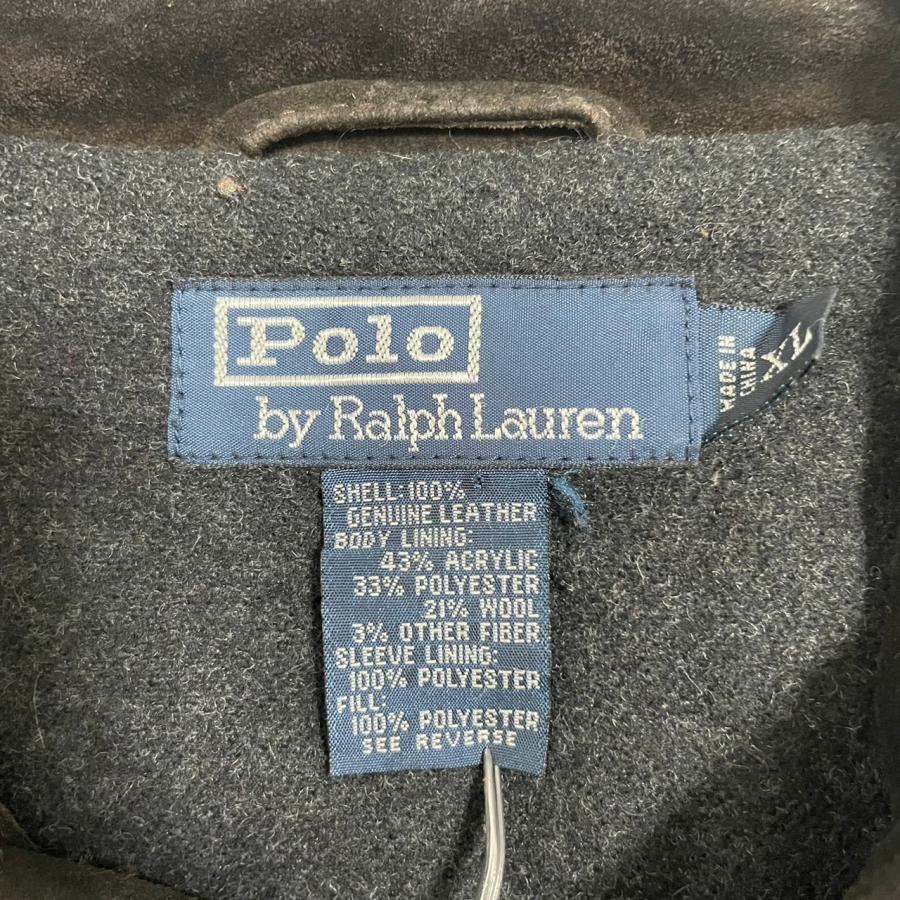 Polo
by Ralph Lauren
MADE IN
CHINA
XL
SHELL:100%
GENUINE LEATHER
BODY LINING:
43% ACRYLIC
33% POLYESTER
21% WOOL
3% OTHER FIBER
SLEEVE LINING:
100% POLYESTER
FILL:
100% POLYESTER
SEE REVERSE